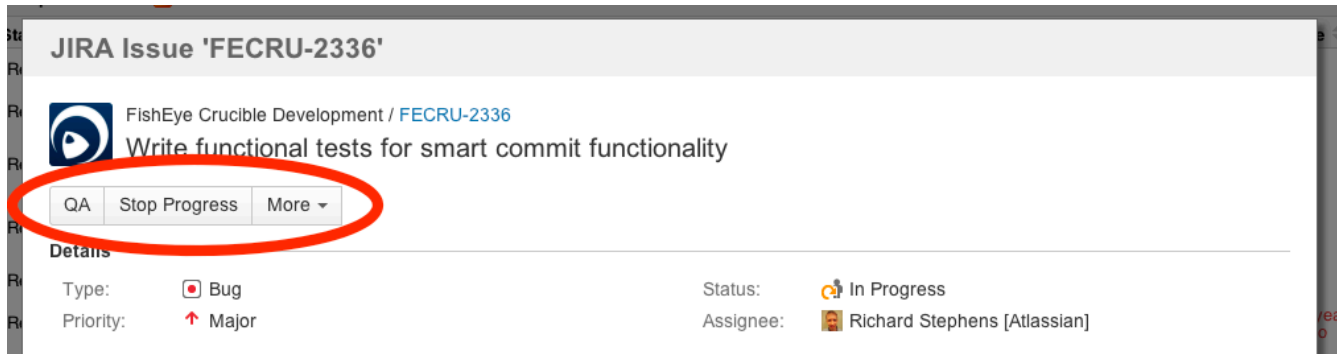 JIRA Issue 'FECRU-2336'
FishEye Crucible Development / FECRU-2336
Write functional tests for smart commit functionality
QA Stop Progress More
Details
Type: Bug Status: In Progress
Priority: Major Assignee: Richard Stephens [Atlassian]